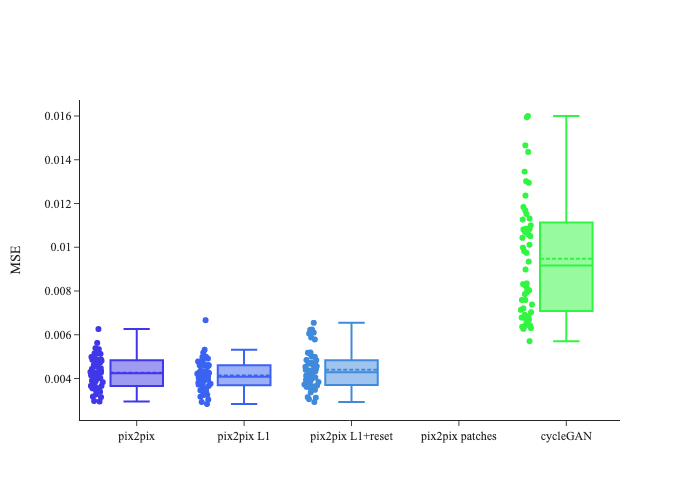 0.016
0.014
0.012
0.01
0.008
0.006
0.004
MSE
pix2pix
pix2pix L1
pix2pix L1+reset
pix2pix patches
cycleGAN